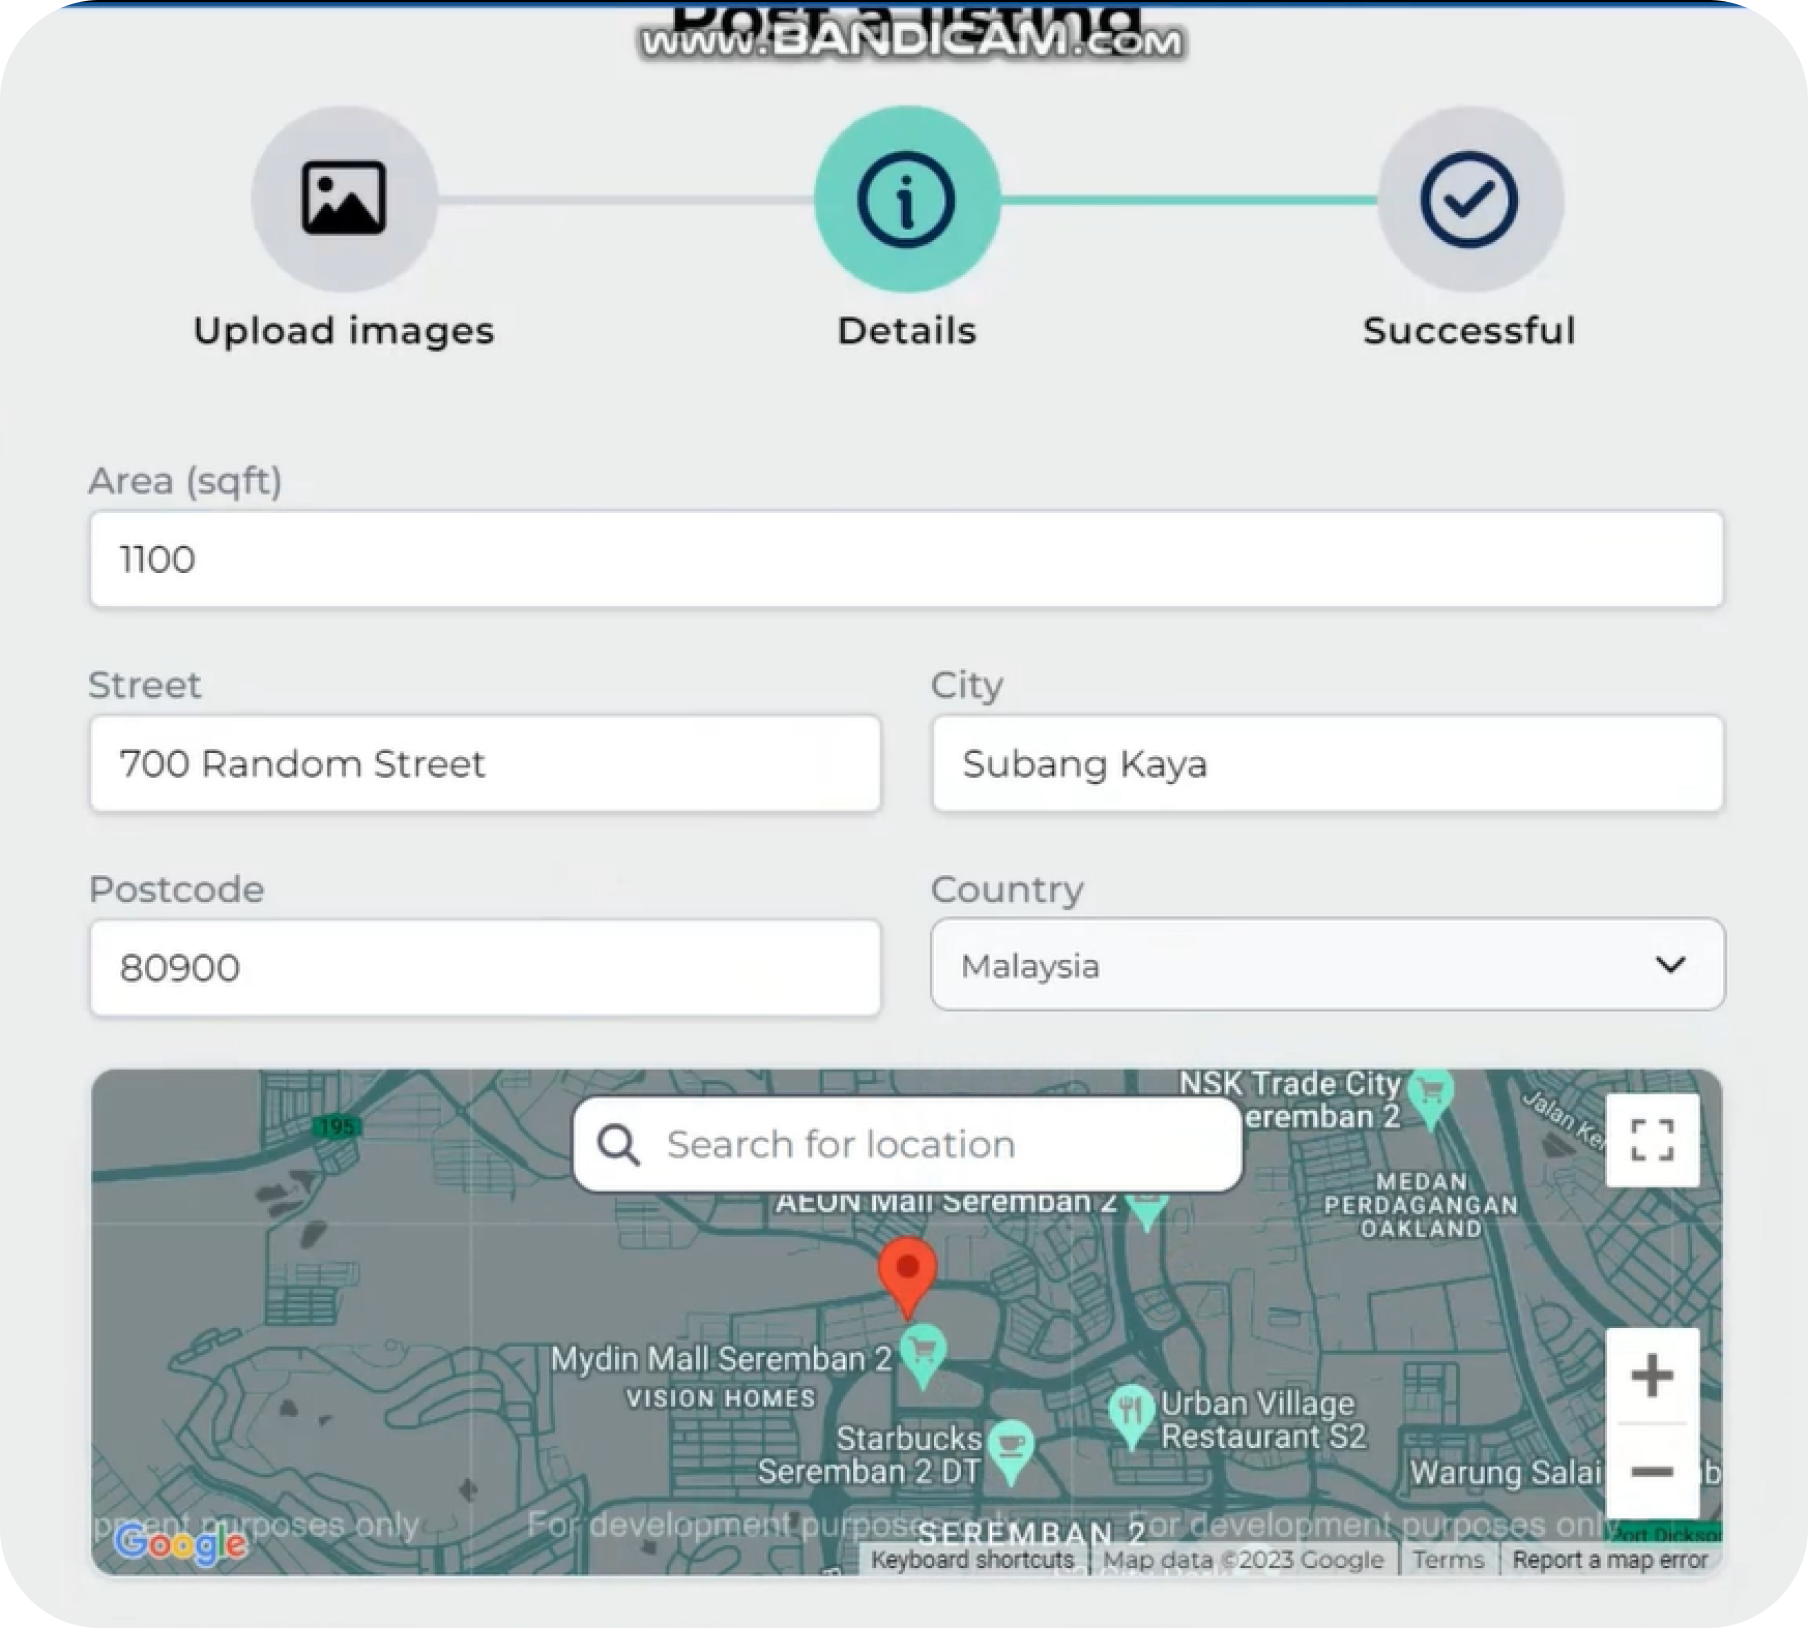 Post a listing
www.BANDICAM.com
Upload images
Details
Successful
Area (sqft)
1100
Street
City
700 Random Street
Subang Kaya
Postcode
Country
80900
Malaysia
NSK Trade City
eremban 2
195
Search for location
Jalan Ke
AEON Mall Seremban 2
MEDAN
PERDAGANGAN
OAKLAND
Mydin Mall Seremban 2
VISION HOMES
Urban Village
Restaurant S2
Starbucks
Seremban 2 DT
Warung Salai
b
pment purposes only
For development purposes only
For development purposes only
SEREMBAN 2
Port Dickson
Google
Keyboard shortcuts
Map data ©2023 Google
Terms
Report a map error